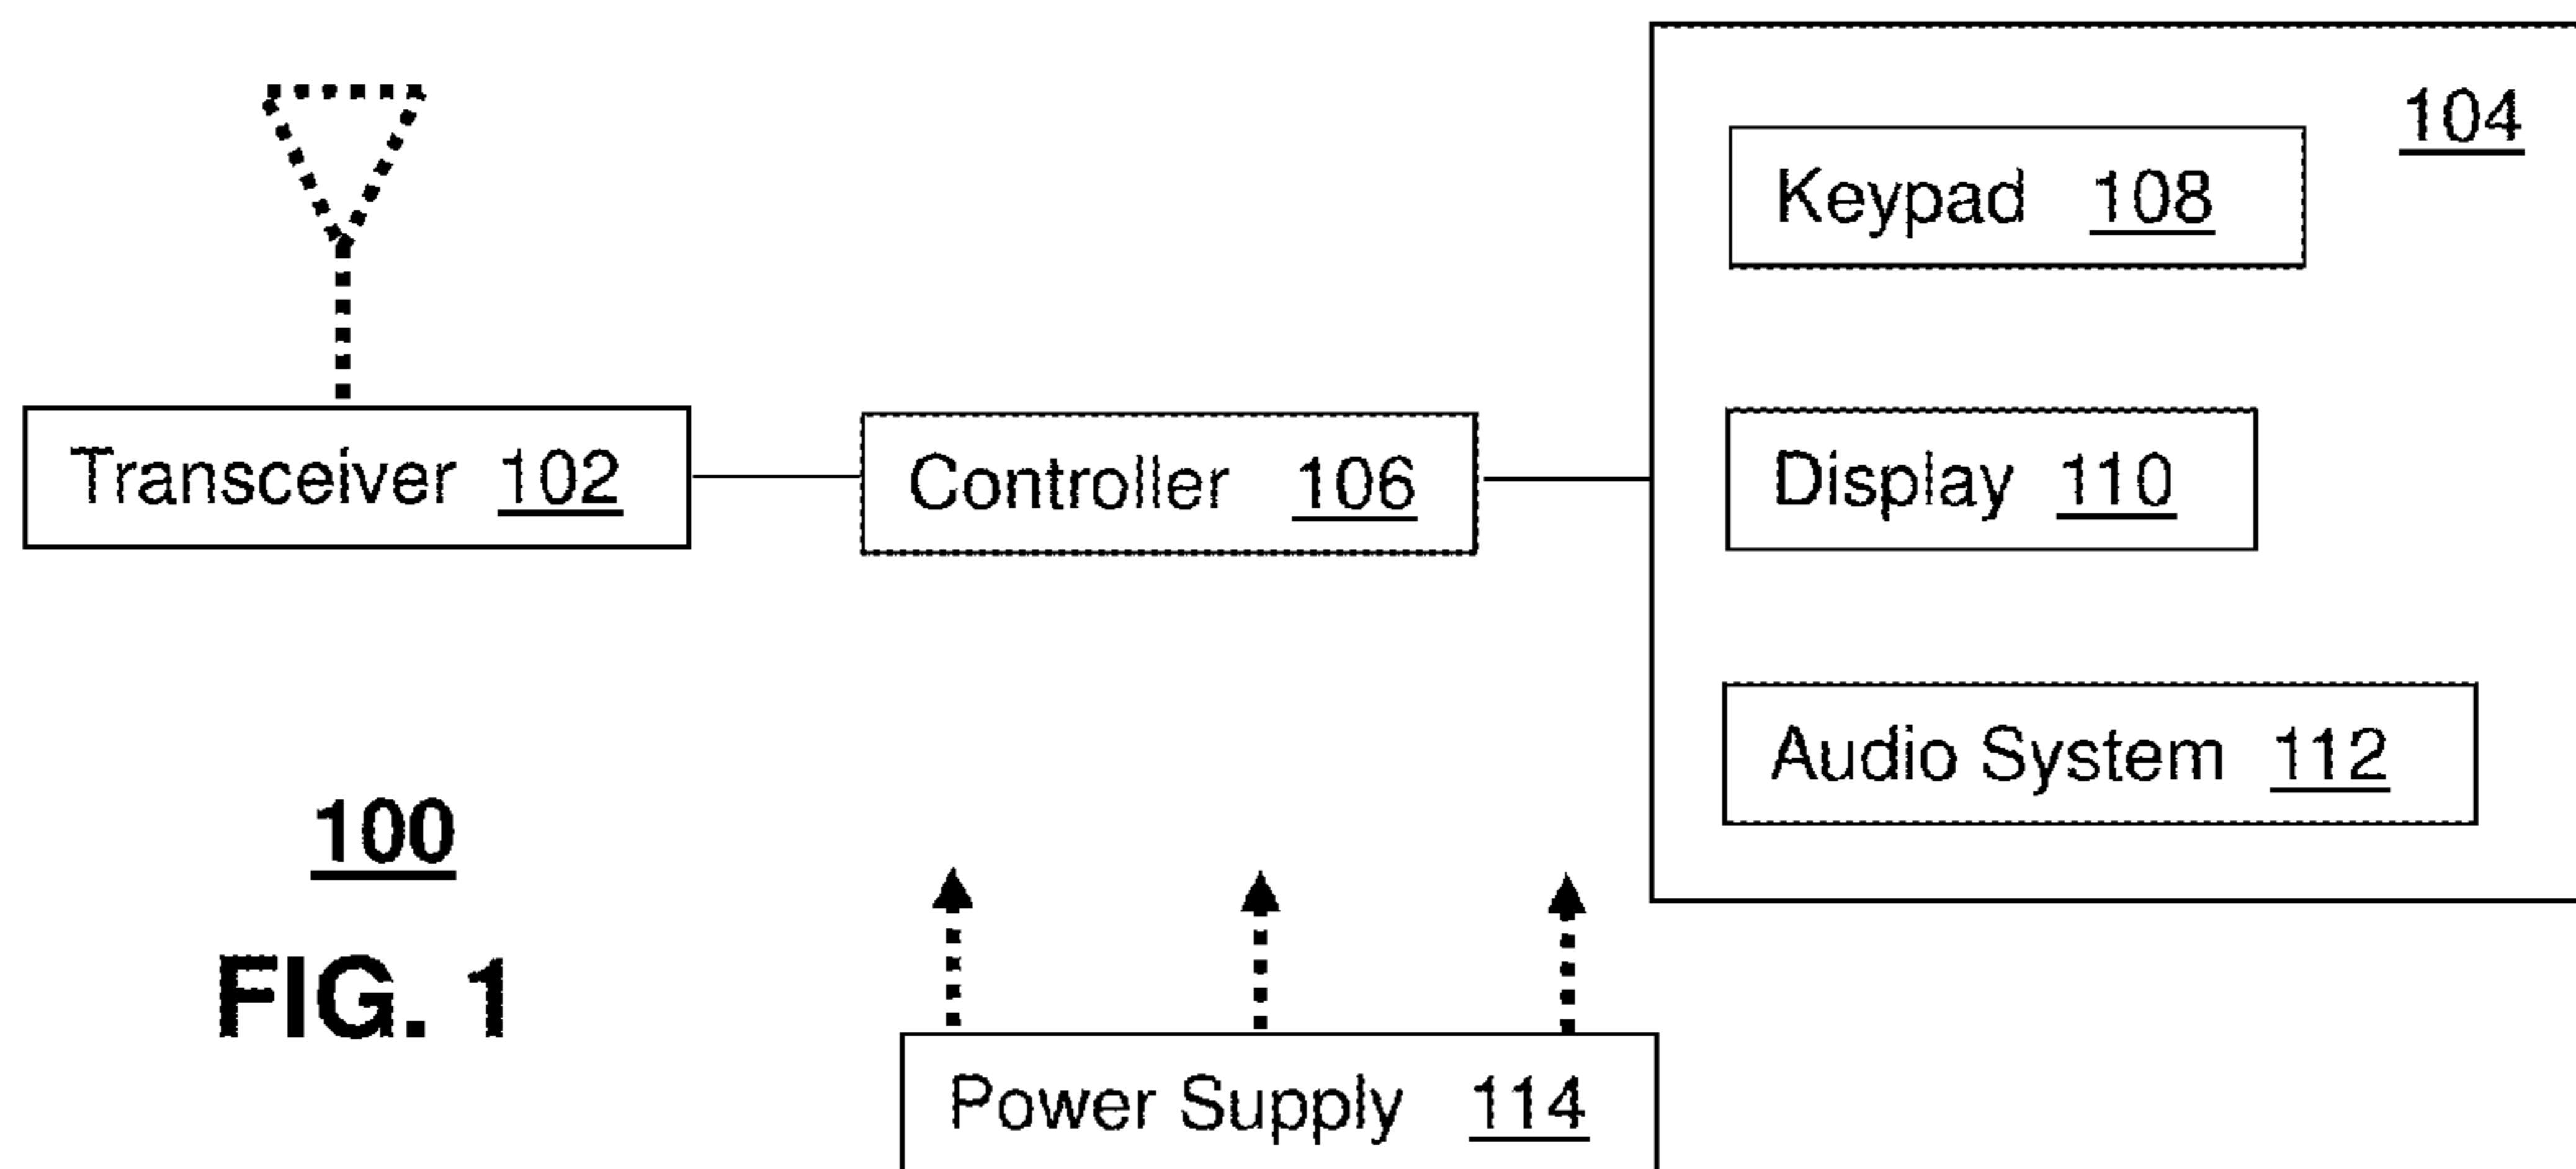 104
Keypad 108
Transceiver 102
Controller 106
Display 110
Audio System 112
100
FIG. 1
Power Supply 114